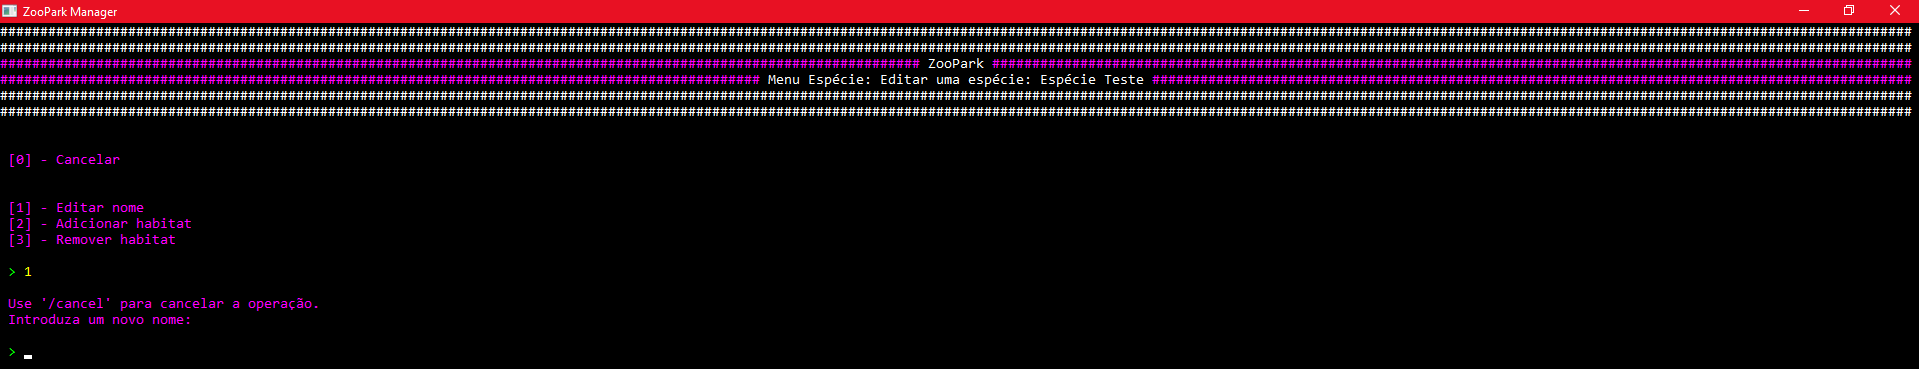 ZooPark Manager
###############################################################################################################################################################################################################################################
###############################################################################################################################################################################################################################################
################################################################################################################### ZooPark ###################################################################################################################
############################################################################################### Menu Espécie: Editar uma espécie: Espécie Teste ###############################################################################################
###############################################################################################################################################################################################################################################
###############################################################################################################################################################################################################################################
[0] - Cancelar
[1] - Editar nome
[2] - Adicionar habitat
[3] - Remover habitat
> 1
Use '/cancel' para cancelar a operação.
Introduza um novo nome:
>